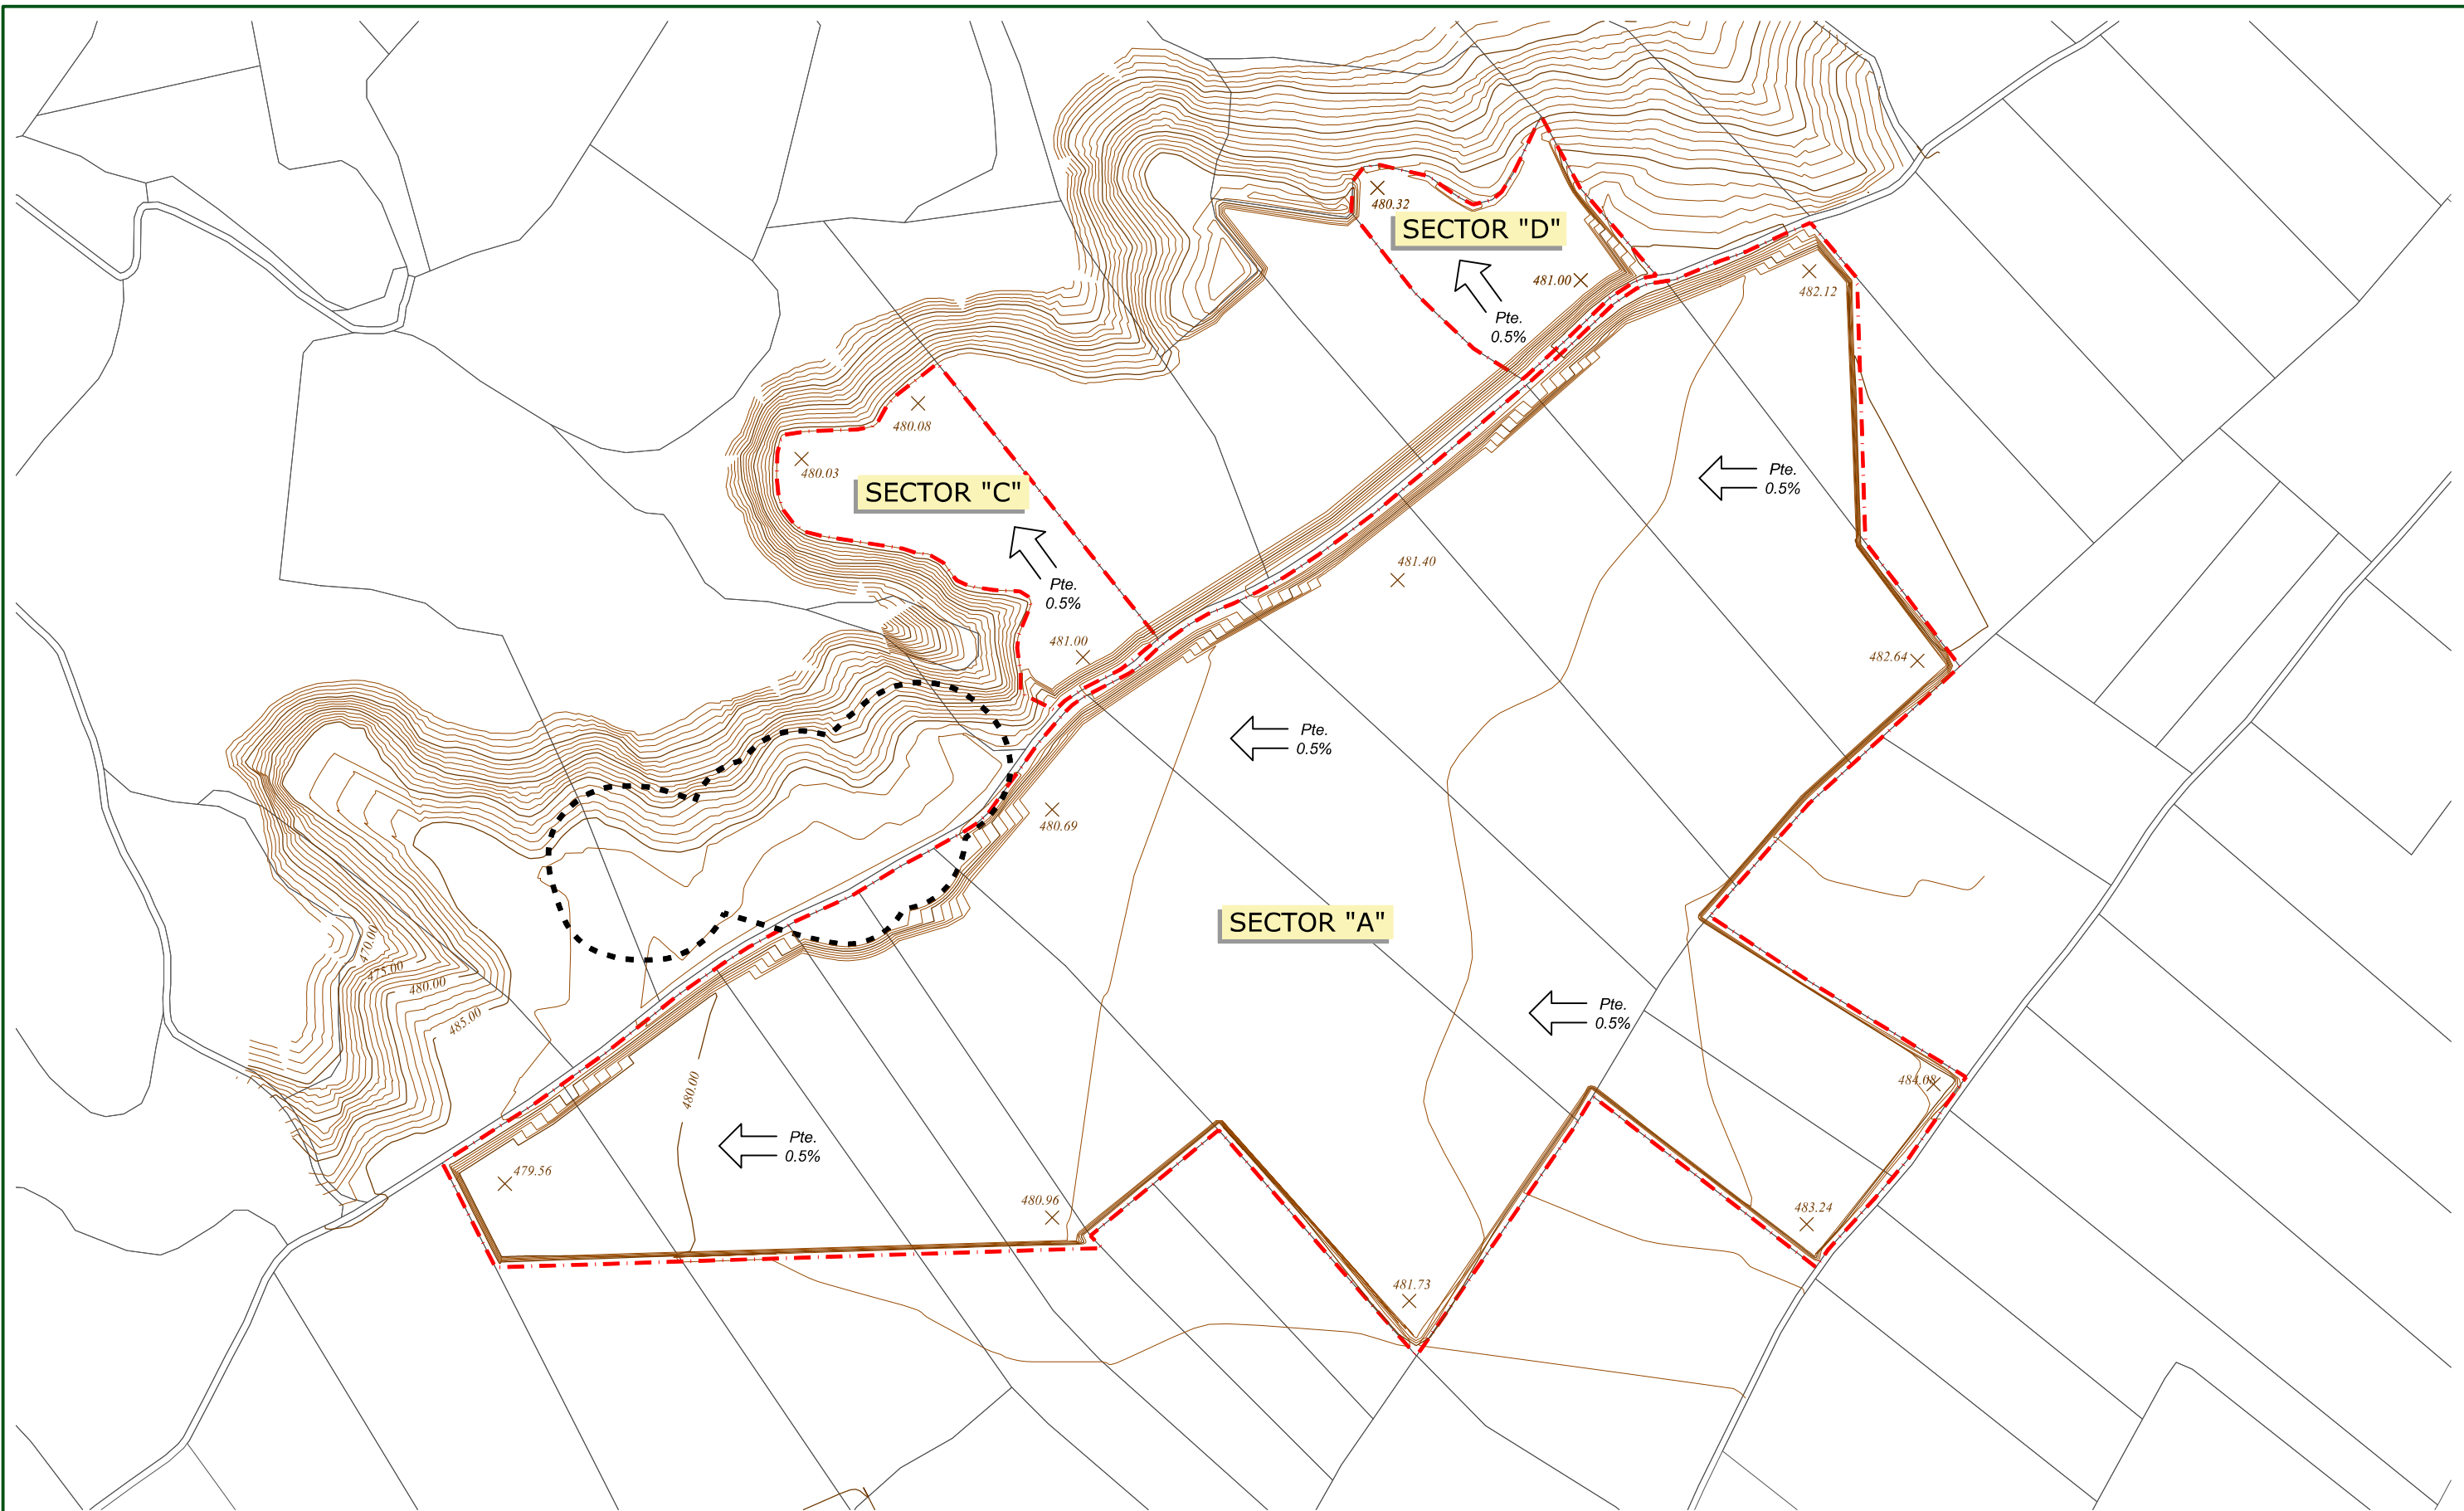 480.32
SECTOR "D"
481.00
482.12
Pte.
0.5%
480.08
480.03
SECTOR "C"
Pte.
0.5%
Pte.
0.5%
481.40
481.00
482.64
Pte.
0.5%
480.69
SECTOR "A"
470.00
475.00
480.00
485.00
Pte.
0.5%
480.00
484.08
Pte.
0.5%
479.56
480.96
483.24
481.73